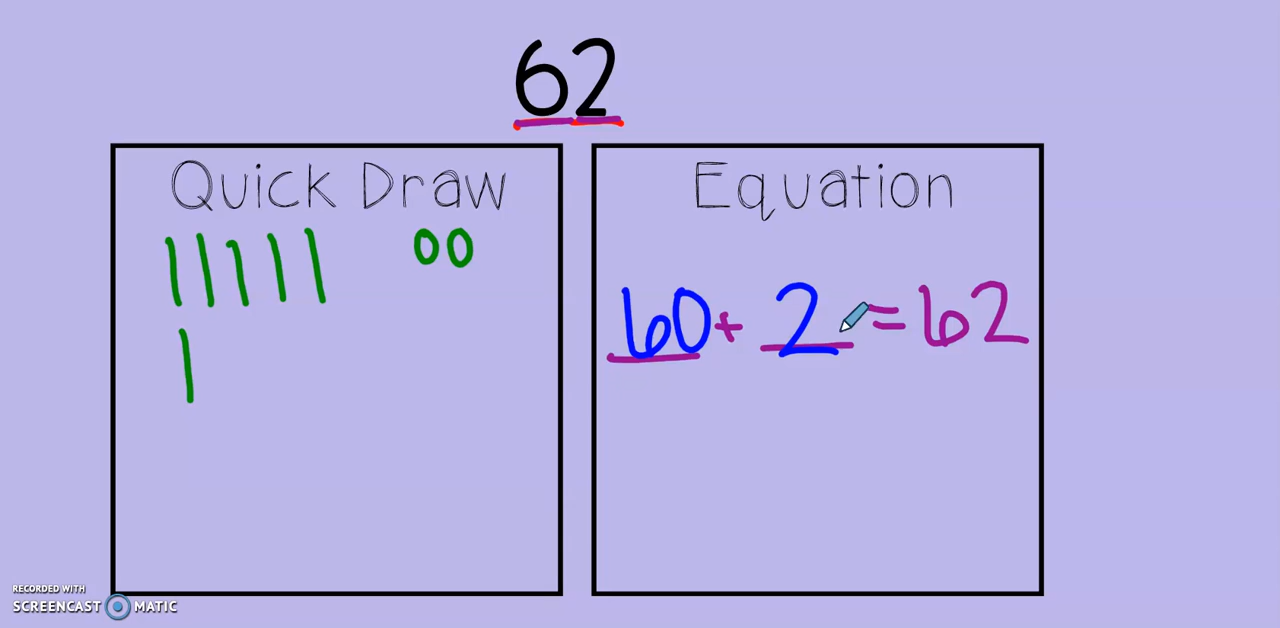 62
Quick Draw
Equation
60 + 2 = 62
RECORDED WITH
SCREENCAST MATIC